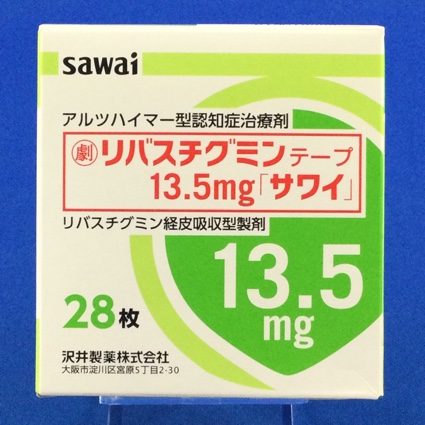 sawai
アルツハイマー型認知症治療剤
劇 リバスチグミンテープ
13.5mg「サワイ」
リバスチグミン経皮吸収型製剤
13.5
mg
28枚
沢井製薬株式会社
大阪市淀川区宮原5丁目2-30